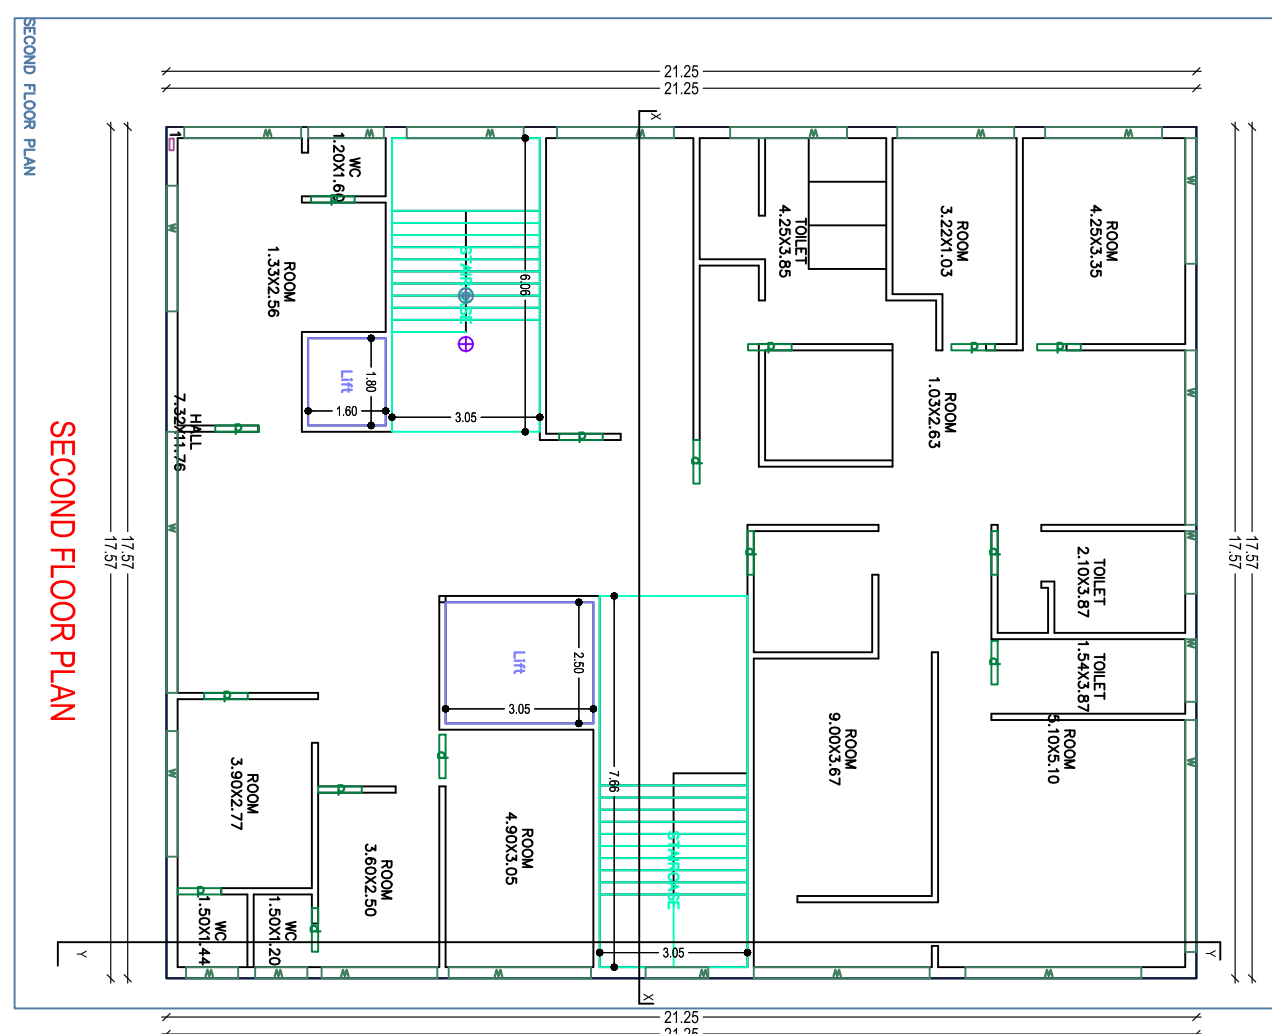 SECOND FLOOR PLAN
21.25
21.25
X
W
W
W
W
W
W
W
1
WC
1.20X1.60
d
W
W
TOILET
4.25X3.85
ROOM
3.22X1.03
ROOM
4.25X3.35
W
ROOM
1.33X2.56
STAIRCASE
6.06
d
d
d
Lift
1.80
1.60
3.05
HALL
7.32X11.76
d
d
d
ROOM
1.03X2.63
W
SECOND FLOOR PLAN
17.57
17.57
W
d
d
TOILET
2.10X3.87
W
17.57
17.57
Lift
2.50
3.05
d
TOILET
1.54X3.87
W
d
d
ROOM
9.00X3.67
ROOM
5.10X5.10
W
W
ROOM
3.90X2.77
d
7.66
ROOM
3.60X2.50
ROOM
4.90X3.05
STAIRCASE
d
WC
1.50X1.44
WC
1.50X1.20
d
3.05
Y
Y
W
W
W
W
W
W
W
X
21.25
21.25